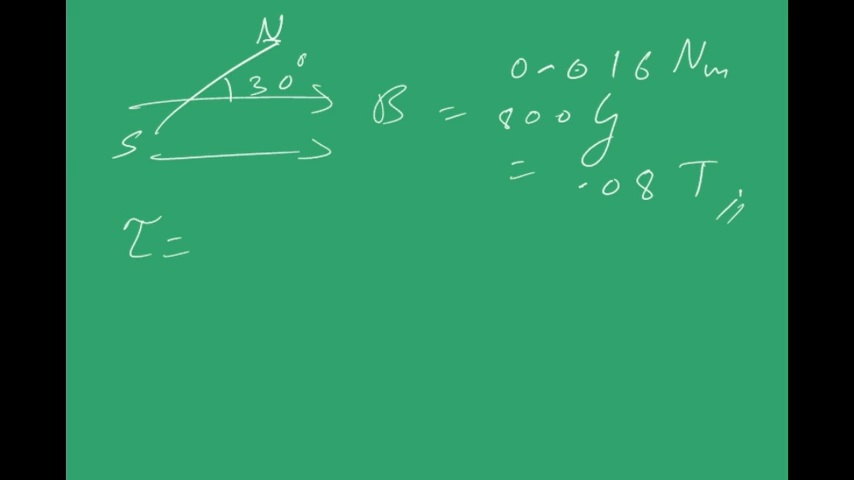 N
30°
S
0.016 Nm
B = 800 G
= .08 T
τ =